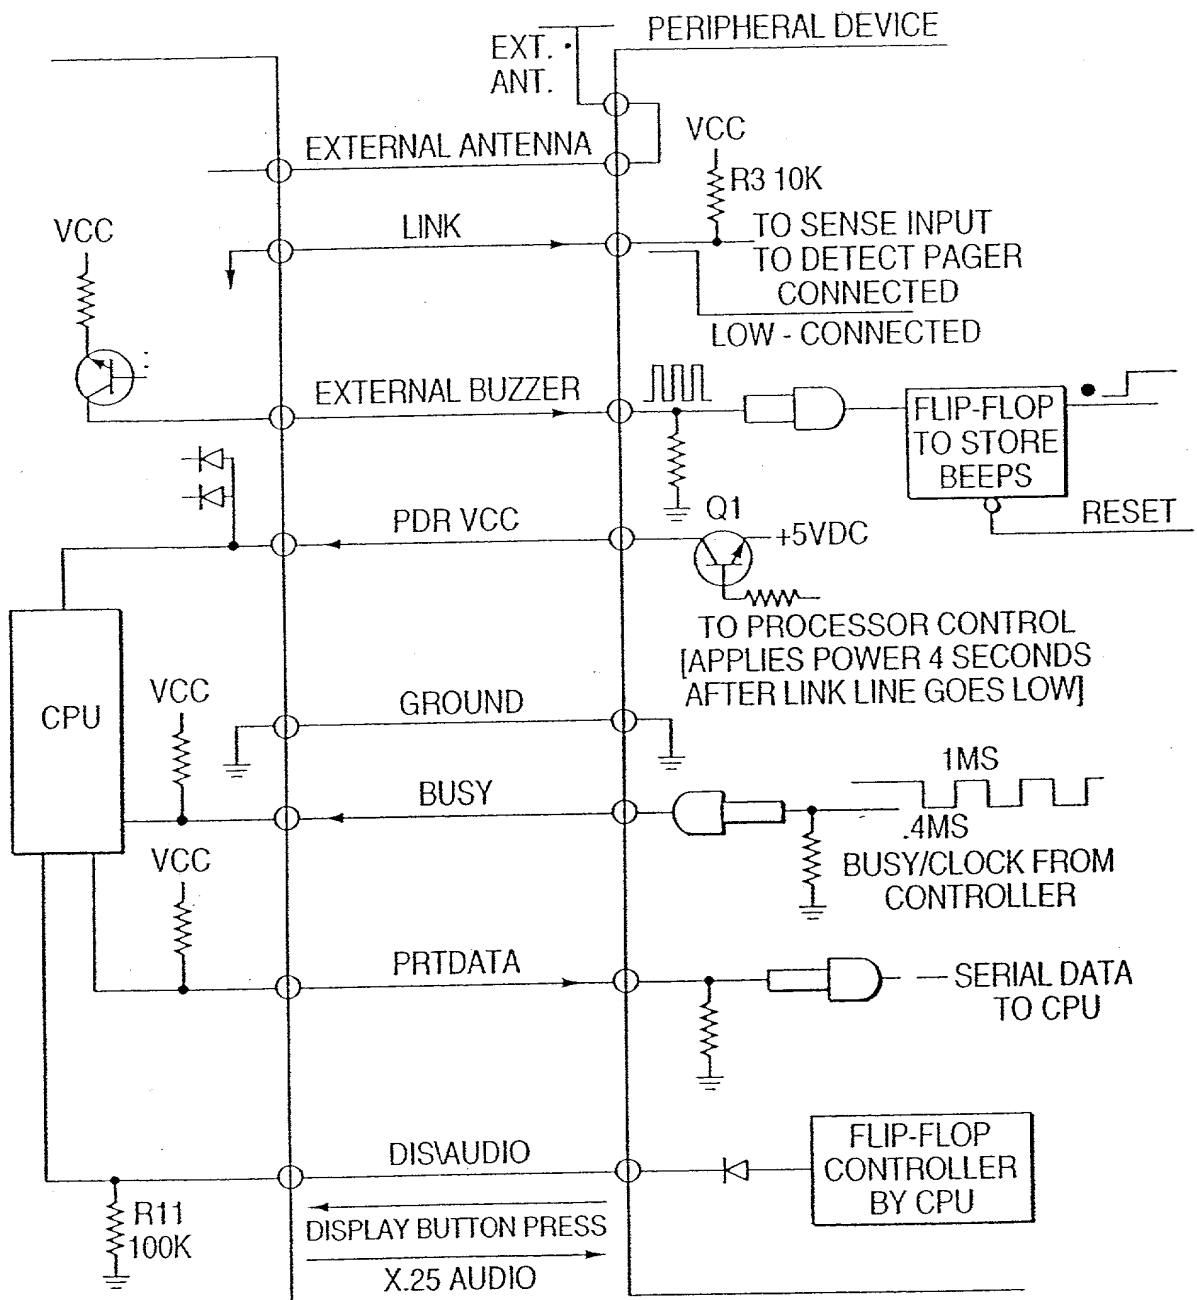 PERIPHERAL DEVICE
EXT.
ANT.
VCC
EXTERNAL ANTENNA
R3 10K
VCC
LINK
TO SENSE INPUT
TO DETECT PAGER
CONNECTED
LOW - CONNECTED
EXTERNAL BUZZER
FLIP-FLOP
TO STORE
BEEPS
RESET
PDR VCC
Q1
+5VDC
TO PROCESSOR CONTROL
[APPLIES POWER 4 SECONDS
AFTER LINK LINE GOES LOW]
CPU
VCC
GROUND
BUSY
1MS
.4MS
BUSY/CLOCK FROM
CONTROLLER
VCC
PRTDATA
SERIAL DATA
TO CPU
DIS\AUDIO
FLIP-FLOP
CONTROLLER
BY CPU
R11
100K
DISPLAY BUTTON PRESS
X.25 AUDIO